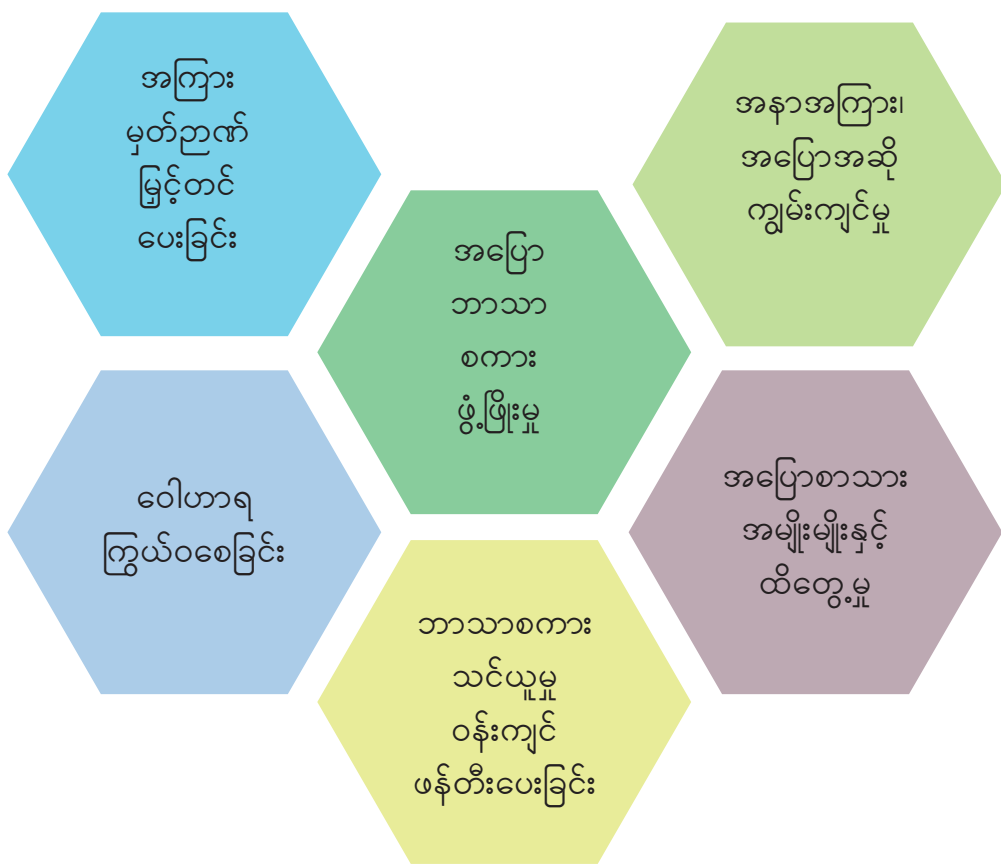 အကြား
မှတ်ဉာဏ်
မြှင့်တင်
ပေးခြင်း
အနာအကြား၊
အပြောအဆို
ကျွမ်းကျင်မှု
အပြော
ဘာသာ
စကား
ဖွံ့ဖြိုးမှု
ဝေါဟာရ
ကြွယ်ဝစေခြင်း
အပြောစာသား
အမျိုးမျိုးနှင့်
ထိတွေ့မှု
ဘာသာစကား
သင်ယူမှု
ဝန်းကျင်
ဖန်တီးပေးခြင်း